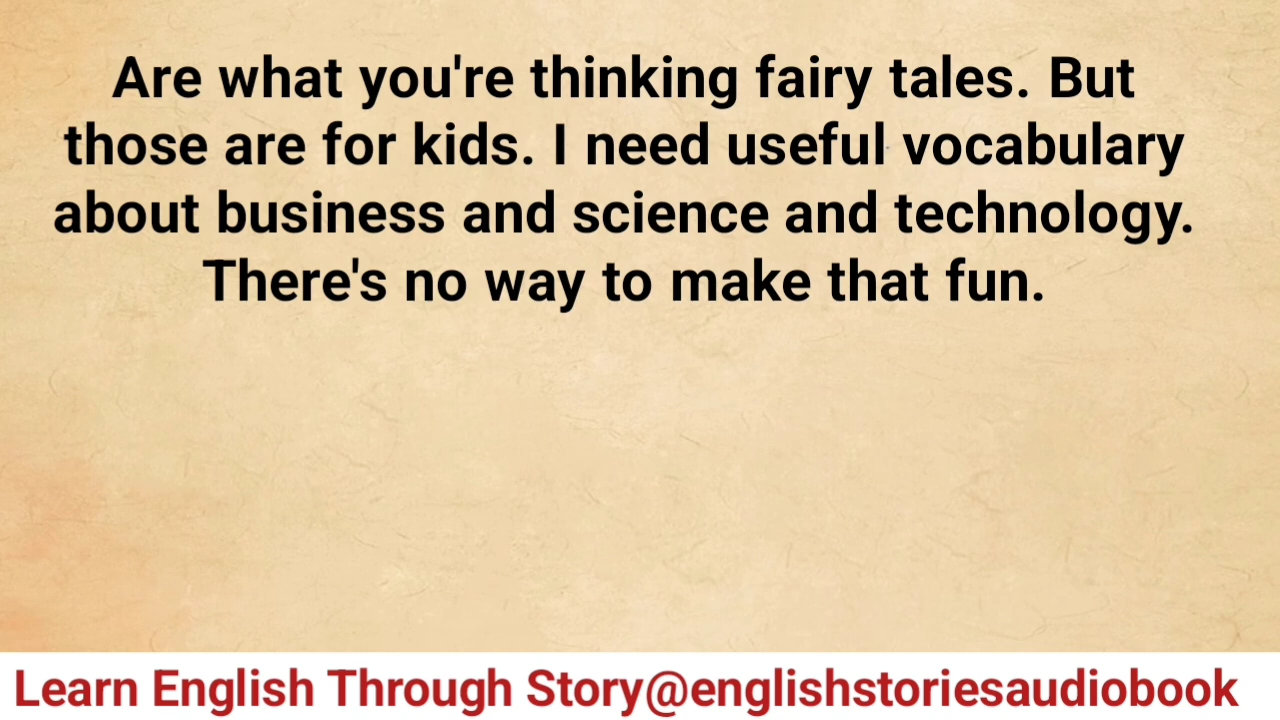 Are what you're thinking fairy tales. But
those are for kids. I need useful vocabulary
about business and science and technology.
There's no way to make that fun.
Learn English Through Story@englishstoriesaudiobook